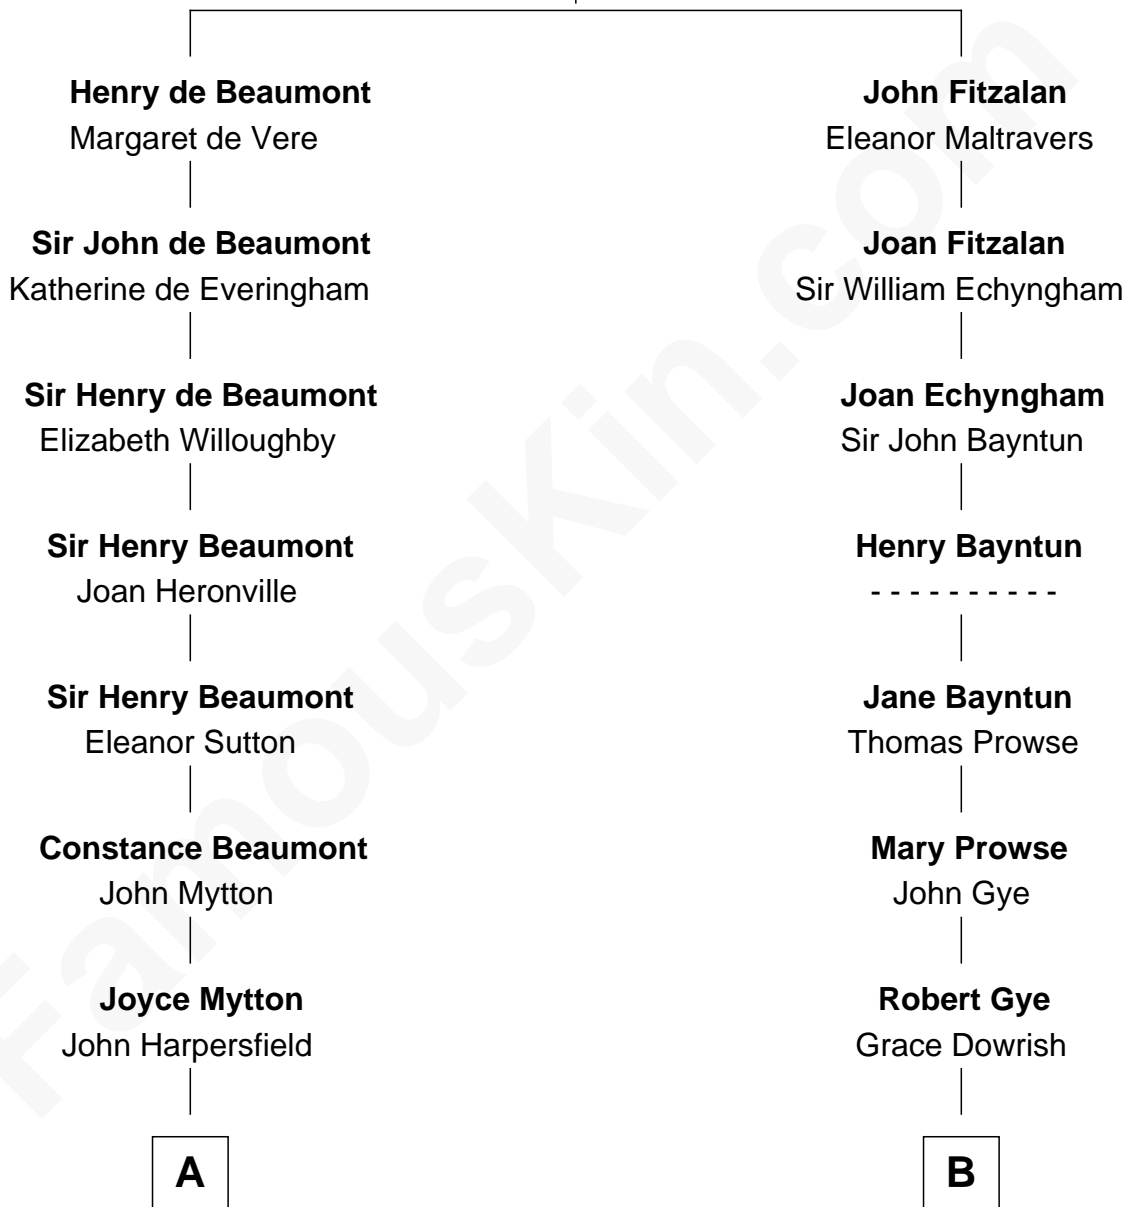 Henry de Beaumont
Margaret de Vere
Sir John de Beaumont
Katherine de Everingham
Sir Henry de Beaumont
Elizabeth Willoughby
Sir Henry Beaumont
Joan Heronville
Sir Henry Beaumont
Eleanor Sutton
Constance Beaumont
John Mytton
Joyce Mytton
John Harpersfield
A
John Fitzalan
Eleanor Maltravers
Joan Fitzalan
Sir William Echyngham
Joan Echyngham
Sir John Bayntun
Henry Bayntun
- - - - - - - - - -
Jane Bayntun
Thomas Prowse
Mary Prowse
John Gye
Robert Gye
Grace Dowrish
B
FamousKin.com